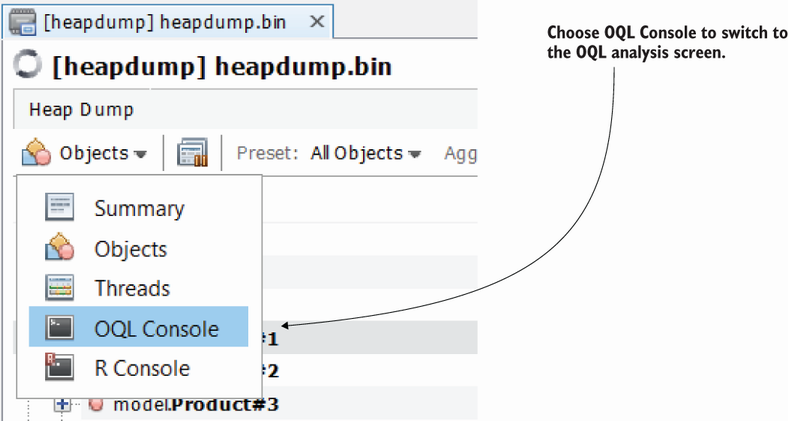 [heapdump] heapdump.bin
Choose OQL Console to switch to
the OQL analysis screen.
[heapdump] heapdump.bin
Heap Dump
Objects
Preset: All Objects
Agg
Summary
Objects
Threads
OQL Console
#1
R Console
#2
model.Product#3